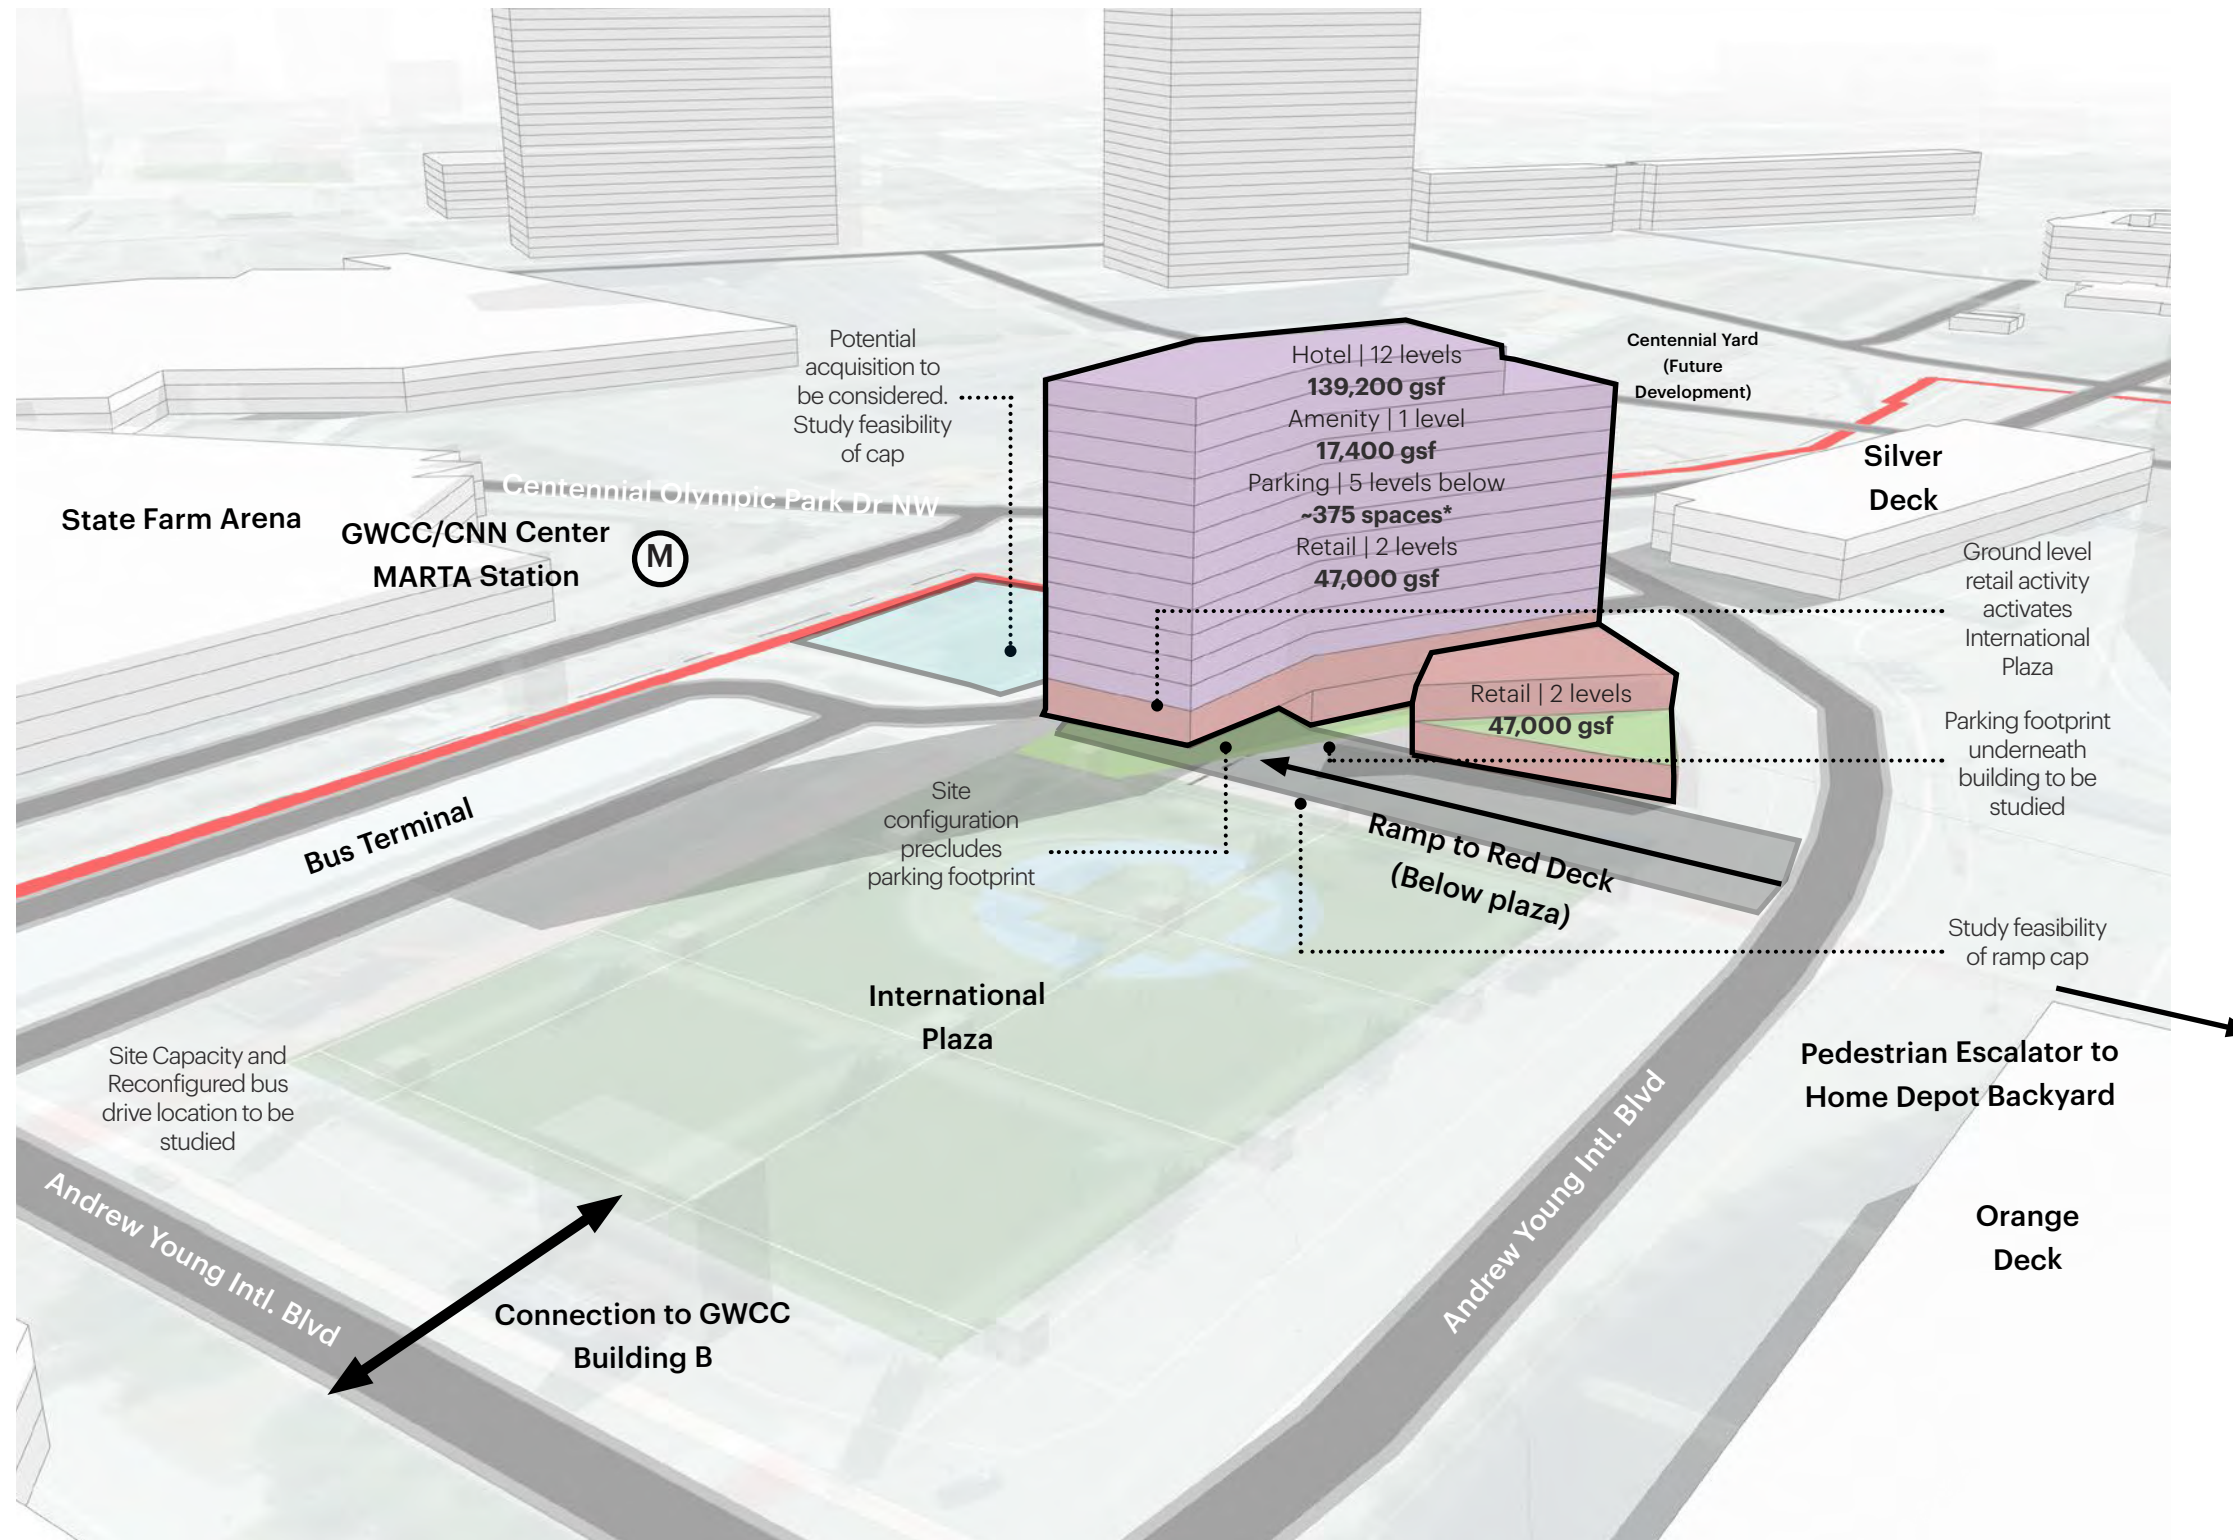 Hotel | 12 levels
139,200 gsf
Amenity | 1 level
17,400 gsf
Parking | 5 levels below
~375 spaces*
Retail | 2 levels
47,000 gsf
Potential
acquisition to
be considered.
Study feasibility
of cap
Centennial Yard
(Future
Development)
Silver
Deck
Centennial Olympic Park Dr NW
State Farm Arena
GWCC/CNN Center
MARTA Station
M
Ground level
retail activity
activates
International
Plaza
Retail | 2 levels
47,000 gsf
Parking footprint
underneath
building to be
studied
Site
configuration
precludes
parking footprint
Bus Terminal
Ramp to Red Deck
(Below plaza)
Study feasibility
of ramp cap
International
Plaza
Site Capacity and
Reconfigured bus
drive location to be
studied
Pedestrian Escalator to
Home Depot Backyard
Andrew Young Intl. Blvd
Andrew Young Intl. Blvd
Orange
Deck
Connection to GWCC
Building B